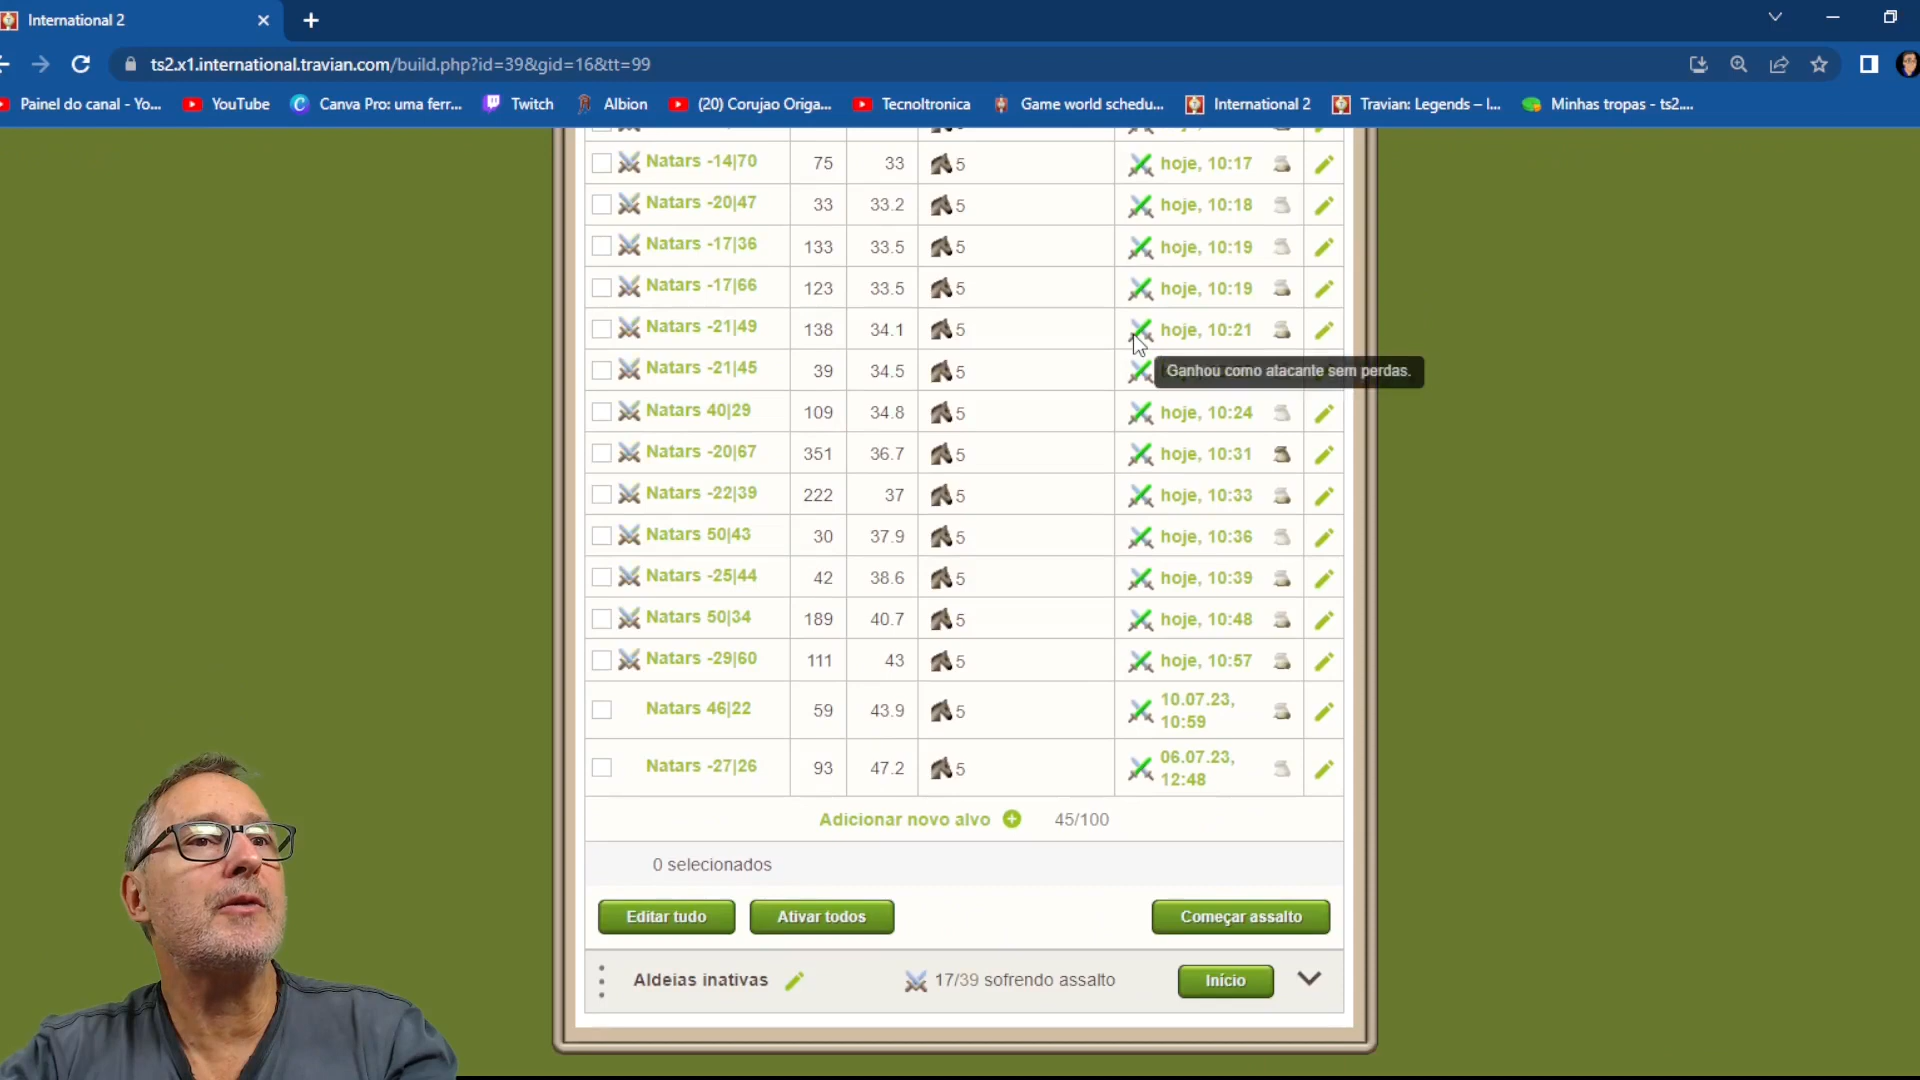 International 2
ts2.x1.international.travian.com/build.php?id=39&gid=16&tt=99
Painel do canal - Yo... YouTube Canva Pro: uma ferr... Twitch Albion (20) Corujao Origa... Tecnoltronica Game world schedu... International 2 Travian: Legends – I... Minhas tropas - ts2....
Natars -14|70 75 33 5 hoje, 10:17
Natars -20|47 33 33.2 5 hoje, 10:18
Natars -17|36 133 33.5 5 hoje, 10:19
Natars -17|66 123 33.5 5 hoje, 10:19
Natars -21|49 138 34.1 5 hoje, 10:21
Natars -21|45 39 34.5 5 Ganhou como atacante sem perdas.
Natars 40|29 109 34.8 5 hoje, 10:24
Natars -20|67 351 36.7 5 hoje, 10:31
Natars -22|39 222 37 5 hoje, 10:33
Natars 50|43 30 37.9 5 hoje, 10:36
Natars -25|44 42 38.6 5 hoje, 10:39
Natars 50|34 189 40.7 5 hoje, 10:48
Natars -29|60 111 43 5 hoje, 10:57
Natars 46|22 59 43.9 5 10.07.23,
10:59
Natars -27|26 93 47.2 5 06.07.23,
12:48
Adicionar novo alvo 45/100
0 selecionados
Editar tudo Ativar todos Começar assalto
Aldeias inativas 17/39 sofrendo assalto Início